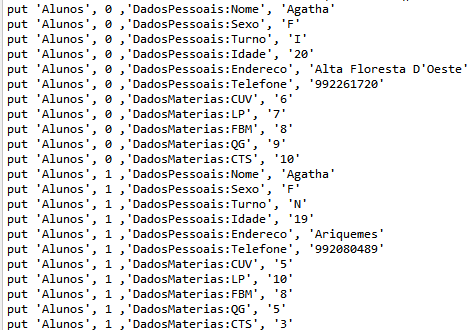 put 'Alunos', 0 ,'DadosPessoais:Nome', 'Agatha'
put 'Alunos', 0 ,'DadosPessoais:Sexo', 'F'
put 'Alunos', 0 ,'DadosPessoais:Turno', 'I'
put 'Alunos', 0 ,'DadosPessoais:Idade', '20'
put 'Alunos', 0 ,'DadosPessoais:Endereco', 'Alta Floresta D'Oeste'
put 'Alunos', 0 ,'DadosPessoais:Telefone', '992261720'
put 'Alunos', 0 ,'DadosMaterias:CUV', '6'
put 'Alunos', 0 ,'DadosMaterias:LP', '7'
put 'Alunos', 0 ,'DadosMaterias:FBM', '8'
put 'Alunos', 0 ,'DadosMaterias:QG', '9'
put 'Alunos', 0 ,'DadosMaterias:CTS', '10'
put 'Alunos', 1 ,'DadosPessoais:Nome', 'Agatha'
put 'Alunos', 1 ,'DadosPessoais:Sexo', 'F'
put 'Alunos', 1 ,'DadosPessoais:Turno', 'N'
put 'Alunos', 1 ,'DadosPessoais:Idade', '19'
put 'Alunos', 1 ,'DadosPessoais:Endereco', 'Ariquemes'
put 'Alunos', 1 ,'DadosPessoais:Telefone', '992080489'
put 'Alunos', 1 ,'DadosMaterias:CUV', '5'
put 'Alunos', 1 ,'DadosMaterias:LP', '10'
put 'Alunos', 1 ,'DadosMaterias:FBM', '8'
put 'Alunos', 1 ,'DadosMaterias:QG', '5'
put 'Alunos', 1 ,'DadosMaterias:CTS', '3'